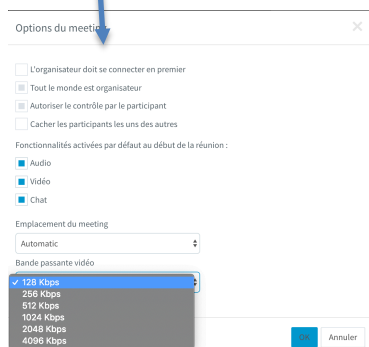 Options du meeting
L'organisateur doit se connecter en premier
Tout le monde est organisateur
Autoriser le contrôle par le participant
Cacher les participants les uns des autres
Fonctionnalités activées par défaut au début de la réunion :
Audio
Vidéo
Chat
Emplacement du meeting
Automatic
Bande passante vidéo
128 Kbps
256 Kbps
512 Kbps
1024 Kbps
2048 Kbps
4096 Kbps
OK Annuler